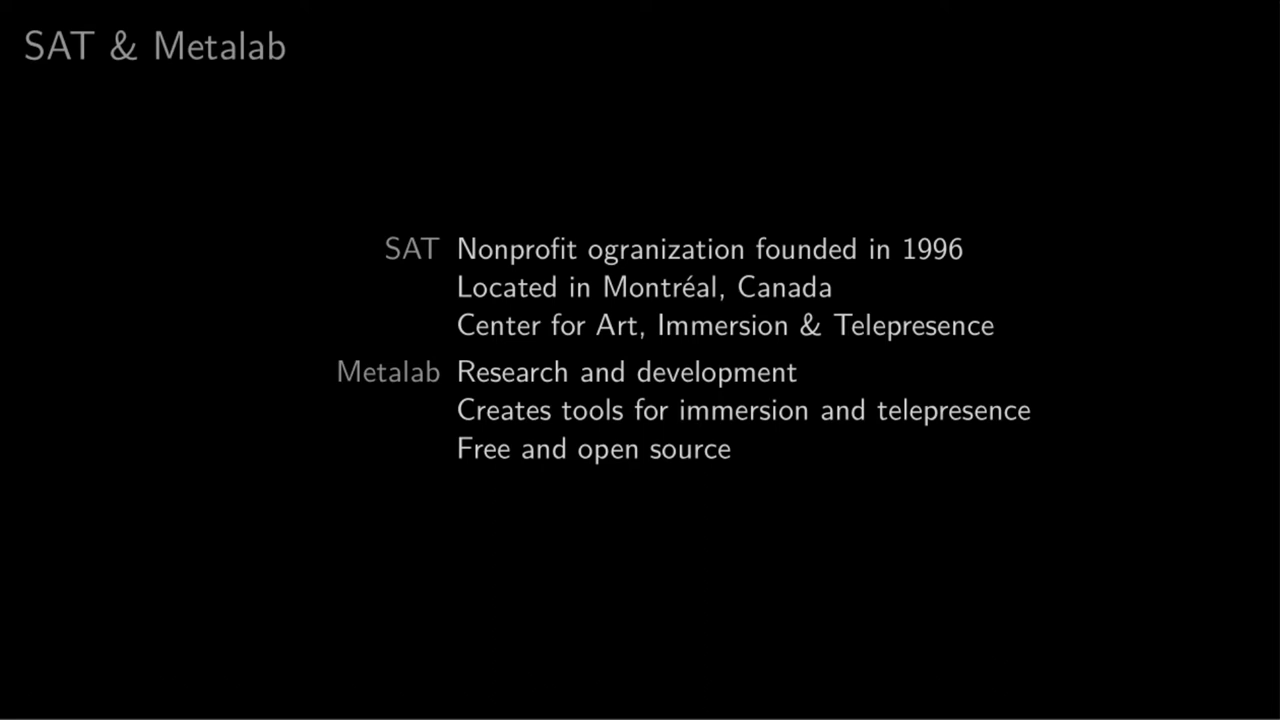 SAT & Metalab
SAT Nonprofit ogranization founded in 1996
Located in Montréal, Canada
Center for Art, Immersion & Telepresence
Metalab Research and development
Creates tools for immersion and telepresence
Free and open source